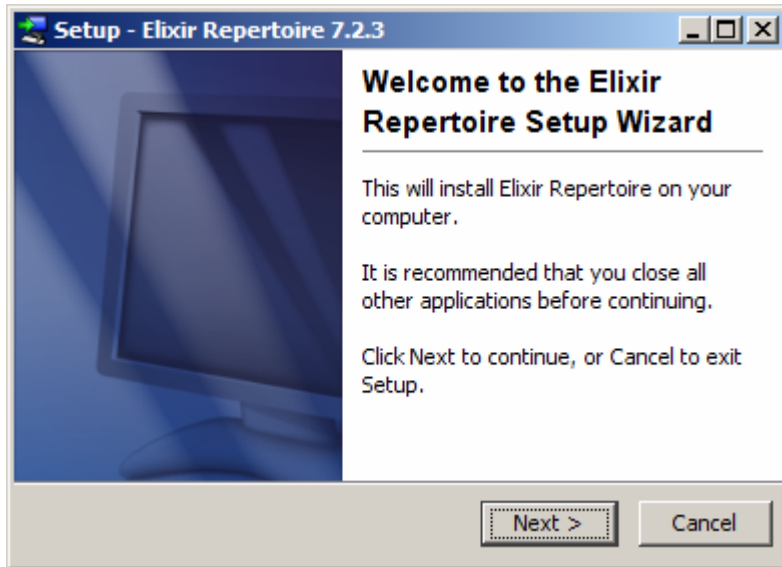 Setup - Elixir Repertoire 7.2.3
Welcome to the Elixir
Repertoire Setup Wizard
This will install Elixir Repertoire on your
computer.
It is recommended that you close all
other applications before continuing.
Click Next to continue, or Cancel to exit
Setup.
Next >
Cancel